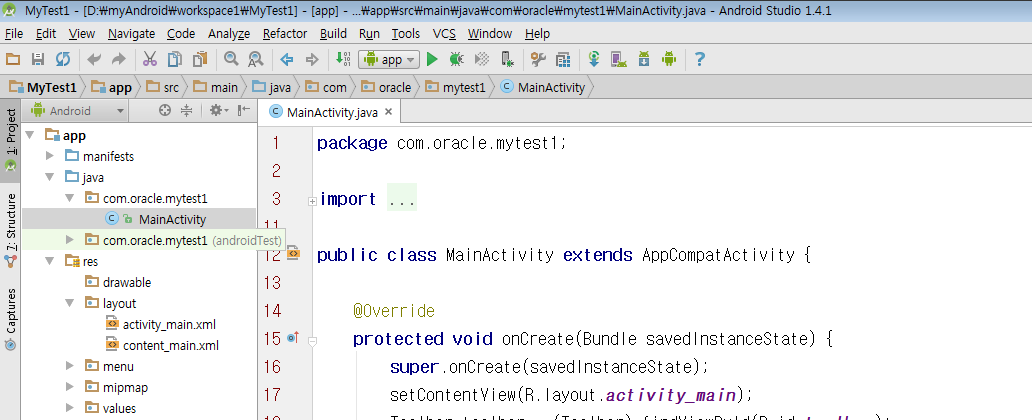 MyTest1 - [D:₩myAndroid₩workspace1₩MyTest1] - [app] - ...₩app₩src₩main₩java₩com₩oracle₩mytest1₩MainActivity.java - Android Studio 1.4.1
File Edit View Navigate Code Analyze Refactor Build Run Tools VCS Window Help
app
MyTest1 app src main java com oracle mytest1 MainActivity
1: Project
7: Structure
Captures
Android
app
manifests
java
com.oracle.mytest1
MainActivity
com.oracle.mytest1 (androidTest)
res
drawable
layout
activity_main.xml
content_main.xml
menu
mipmap
values
MainActivity.java
1 package com.oracle.mytest1;
2
3 import ...
11
12 public class MainActivity extends AppCompatActivity {
13
14 @Override
15 protected void onCreate(Bundle savedInstanceState) {
16 super.onCreate(savedInstanceState);
17 setContentView(R.layout.activity_main);